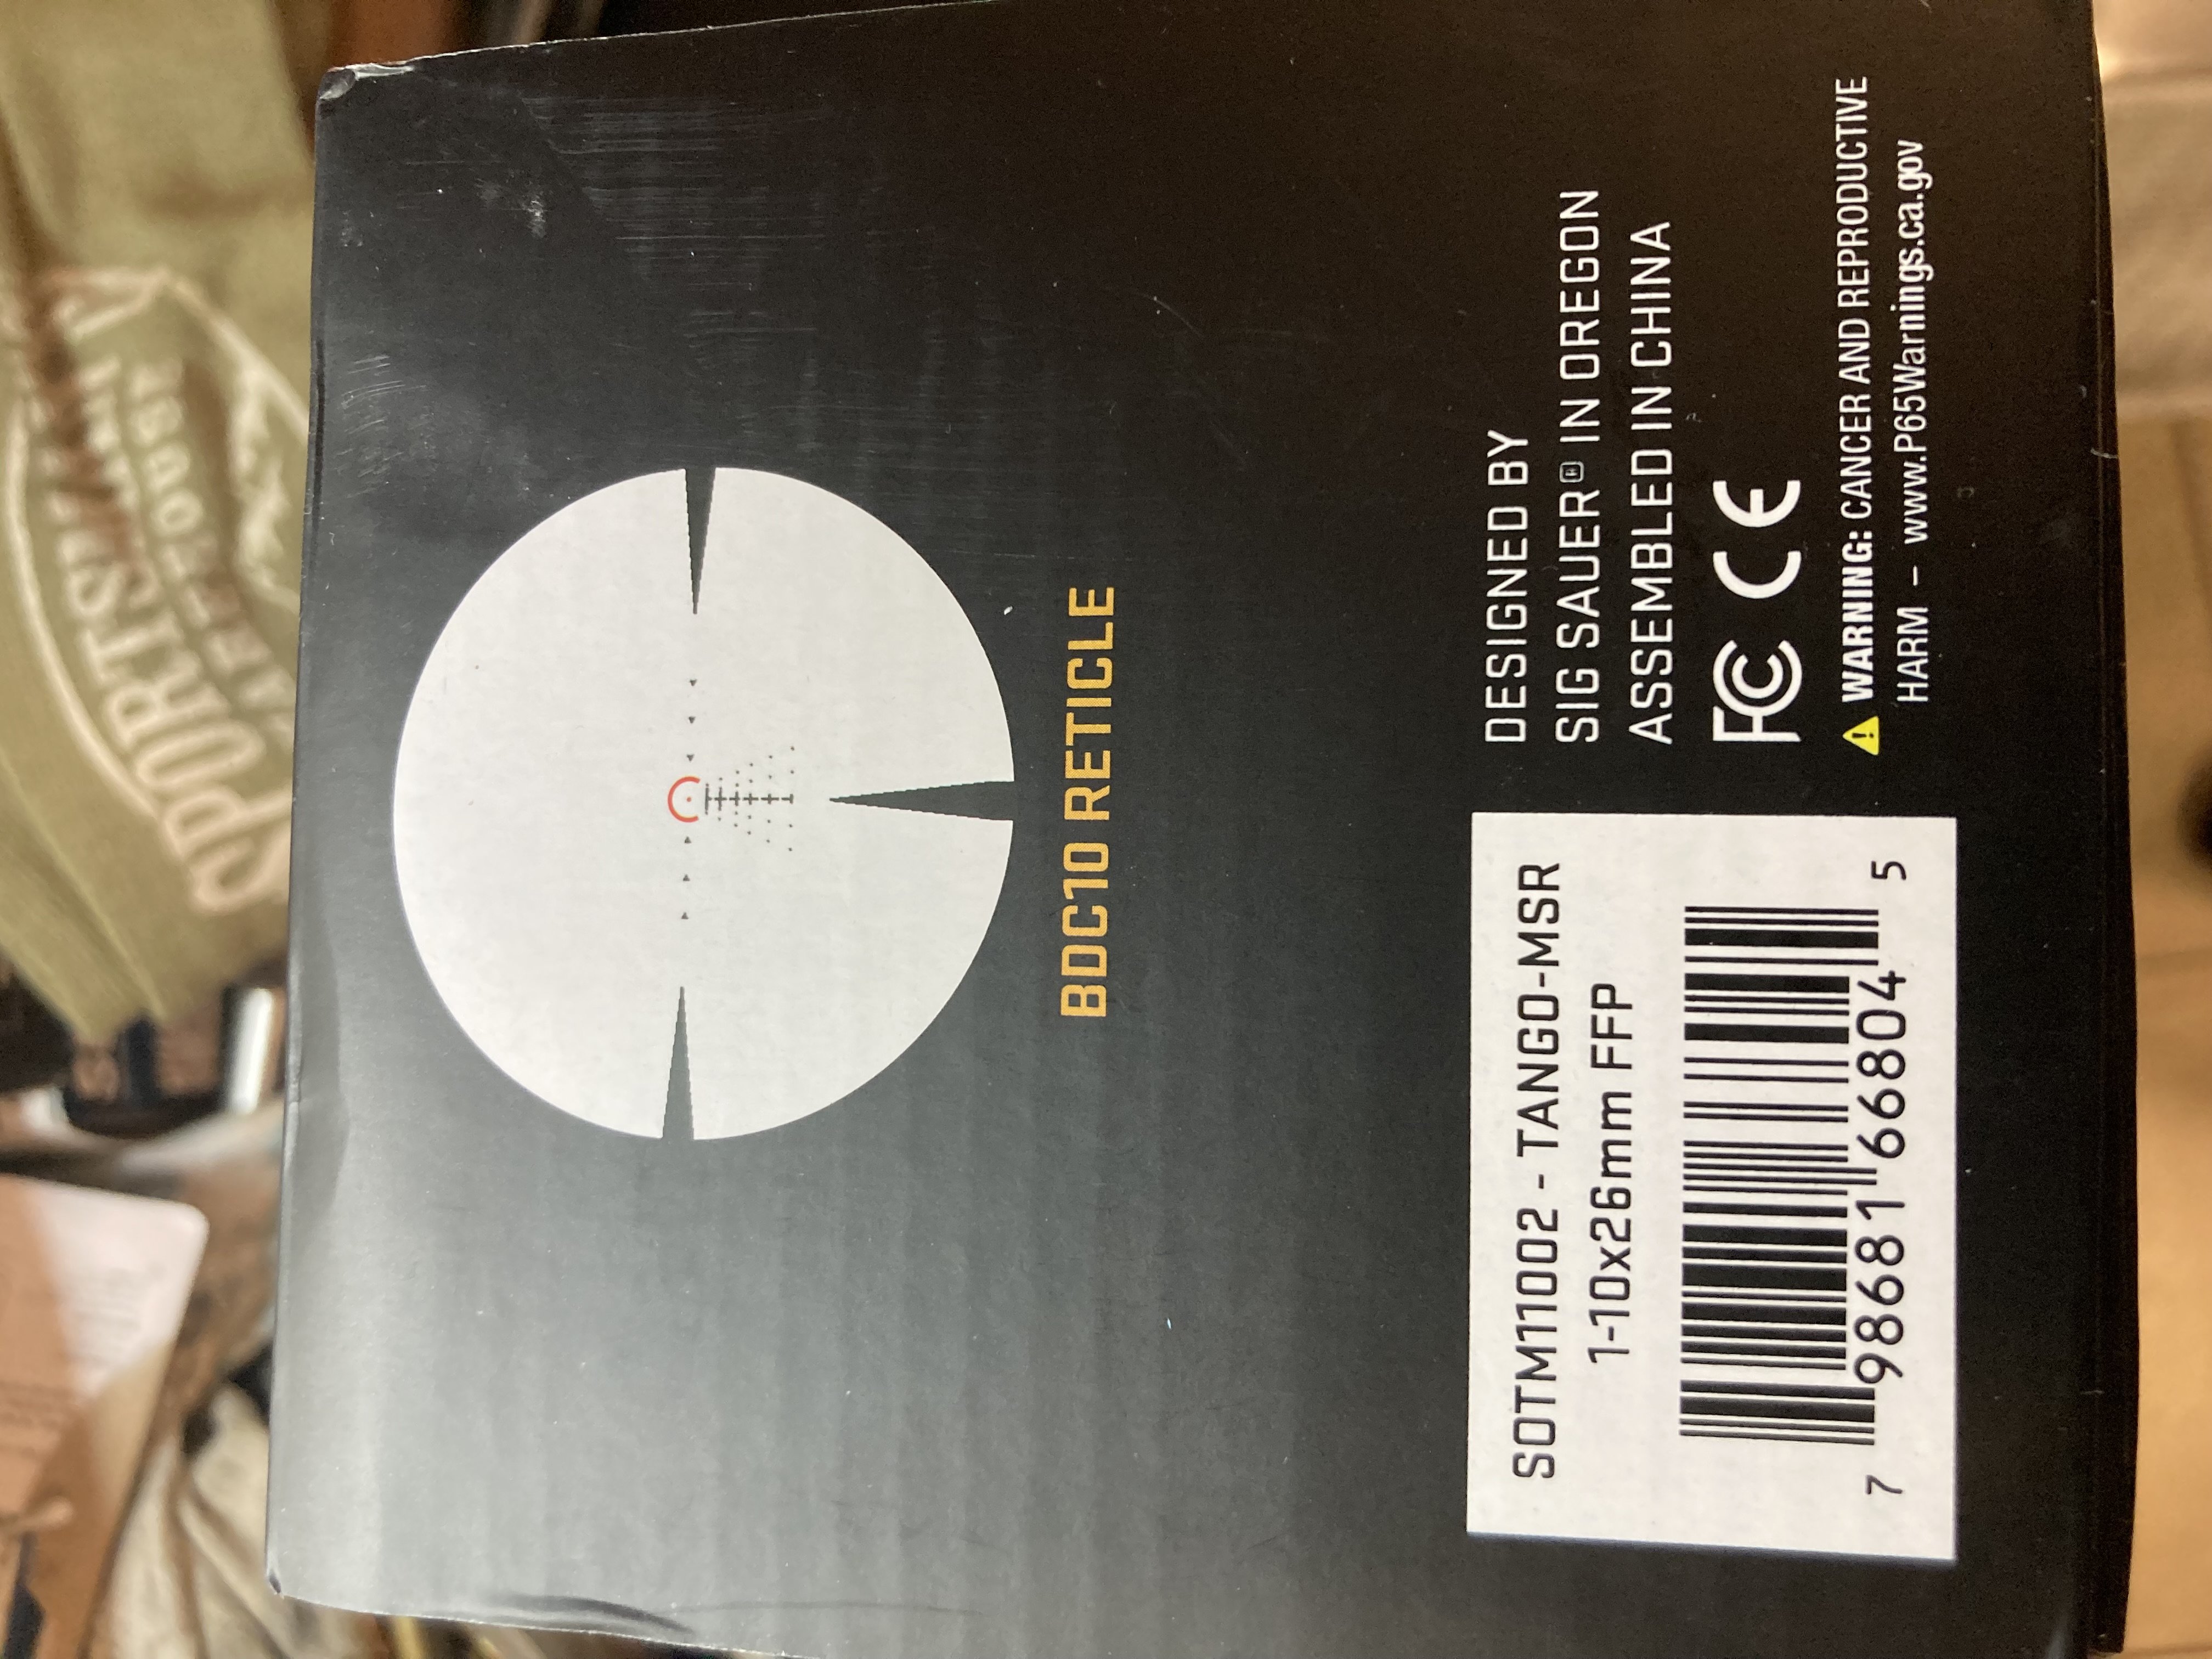 BDC10 RETICLE
SOTM11002 - TANGO-MSR
1-10x26mm FFP
7 98681 66804 5
DESIGNED BY
SIG SAUER® IN OREGON
ASSEMBLED IN CHINA
FC CE
⚠ WARNING: CANCER AND REPRODUCTIVE
HARM – www.P65Warnings.ca.gov
SPORTSMAN'S